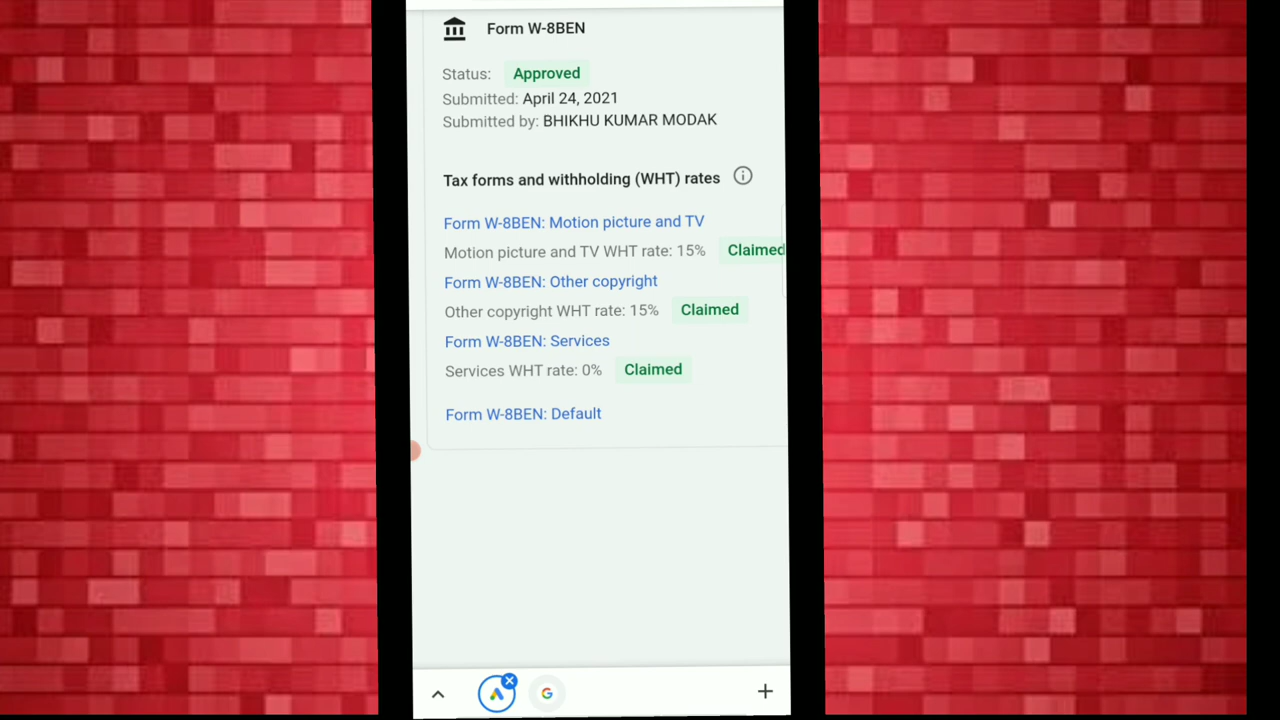 Form W-8BEN
Status: Approved
Submitted: April 24, 2021
Submitted by: BHIKHU KUMAR MODAK
Tax forms and withholding (WHT) rates
Form W-8BEN: Motion picture and TV
Motion picture and TV WHT rate: 15% Claimed
Form W-8BEN: Other copyright
Other copyright WHT rate: 15% Claimed
Form W-8BEN: Services
Services WHT rate: 0% Claimed
Form W-8BEN: Default